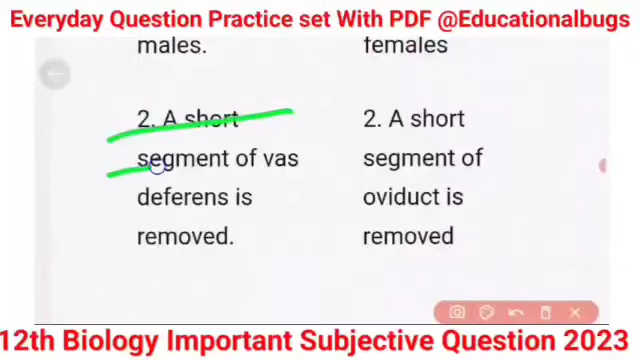 Everyday Question Practice set With PDF @Educationalbugs
males. females
2. A short 2. A short
segment of vas segment of
deferens is oviduct is
removed. removed
12th Biology Important Subjective Question 2023